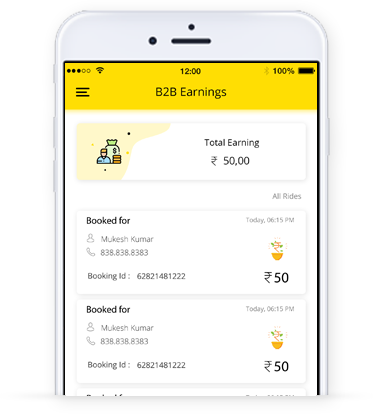 12:00
100%
B2B Earnings
Total Earning
₹ 50,00
All Rides
Booked for
Today, 06:15 PM
Mukesh Kumar
838.838.8383
Booking Id : 62821481222
₹50
Booked for
Today, 06:15 PM
Mukesh Kumar
838.838.8383
Booking Id : 62821481222
₹50